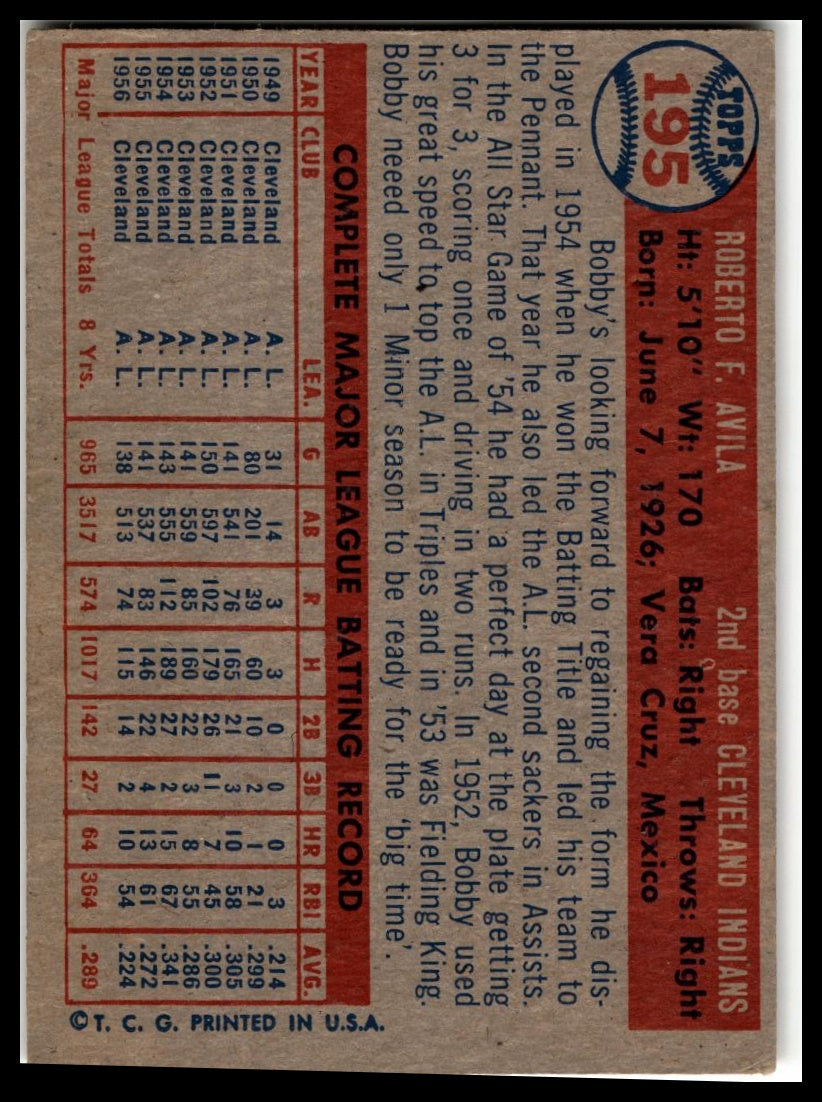 TOPPS
195
ROBERTO F. AVILA 2nd base CLEVELAND INDIANS
Ht: 5'10" Wt: 170 Bats: Right Throws: Right
Born: June 7, 1926; Vera Cruz, Mexico
Bobby's looking forward to regaining the form he dis-
played in 1954 when he won the Batting Title and led his team to
the Pennant. That year he also led the A.L. second sackers in Assists.
In the All Star Game of '54 he had a perfect day at the plate getting
3 for 3, scoring once and driving in two runs. In 1952, Bobby used
his great speed to top the A.L. in Triples and in '53 was Fielding King.
Bobby neeed only 1 Minor season to be ready for the 'big time'.
COMPLETE MAJOR LEAGUE BATTING RECORD
YEAR CLUB LEA. G AB R H 2B 3B HR RBI AVG.
1949 Cleveland A. L. 31 14 3 3 0 0 0 3 .214
1950 Cleveland A. L. 80 201 39 60 10 2 1 21 .299
1951 Cleveland A. L. 141 541 76 165 21 3 10 58 .305
1952 Cleveland A. L. 150 597 102 179 26 11 7 45 .300
1953 Cleveland A. L. 141 559 85 160 22 3 8 55 .286
1954 Cleveland A. L. 143 555 112 189 27 2 15 67 .341
1955 Cleveland A. L. 141 537 83 146 22 4 13 61 .272
1956 Cleveland A. L. 138 513 74 115 14 2 10 54 .224
Major League Totals 8 Yrs. 965 3517 574 1017 142 27 64 364 .289
© T. C. G. PRINTED IN U.S.A.